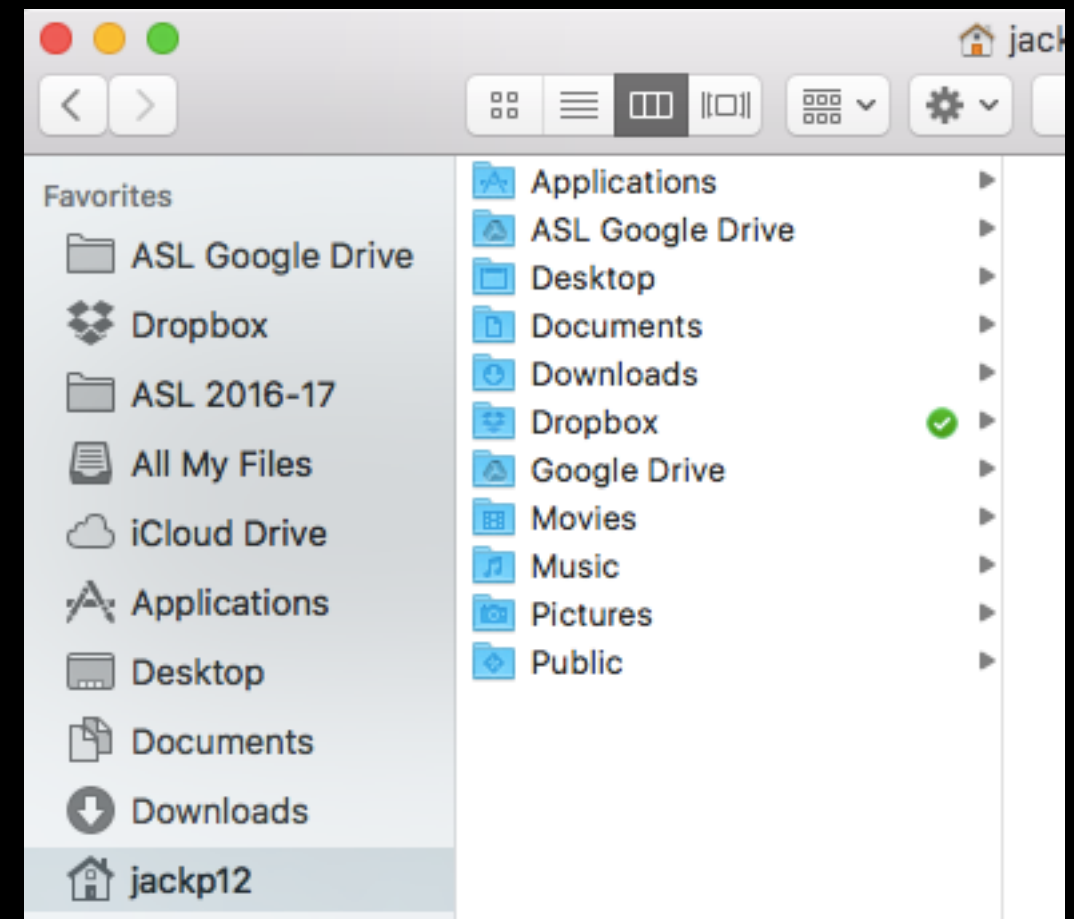 jack
Favorites
ASL Google Drive
Dropbox
ASL 2016-17
All My Files
iCloud Drive
Applications
Desktop
Documents
Downloads
jackp12
Applications
ASL Google Drive
Desktop
Documents
Downloads
Dropbox
Google Drive
Movies
Music
Pictures
Public